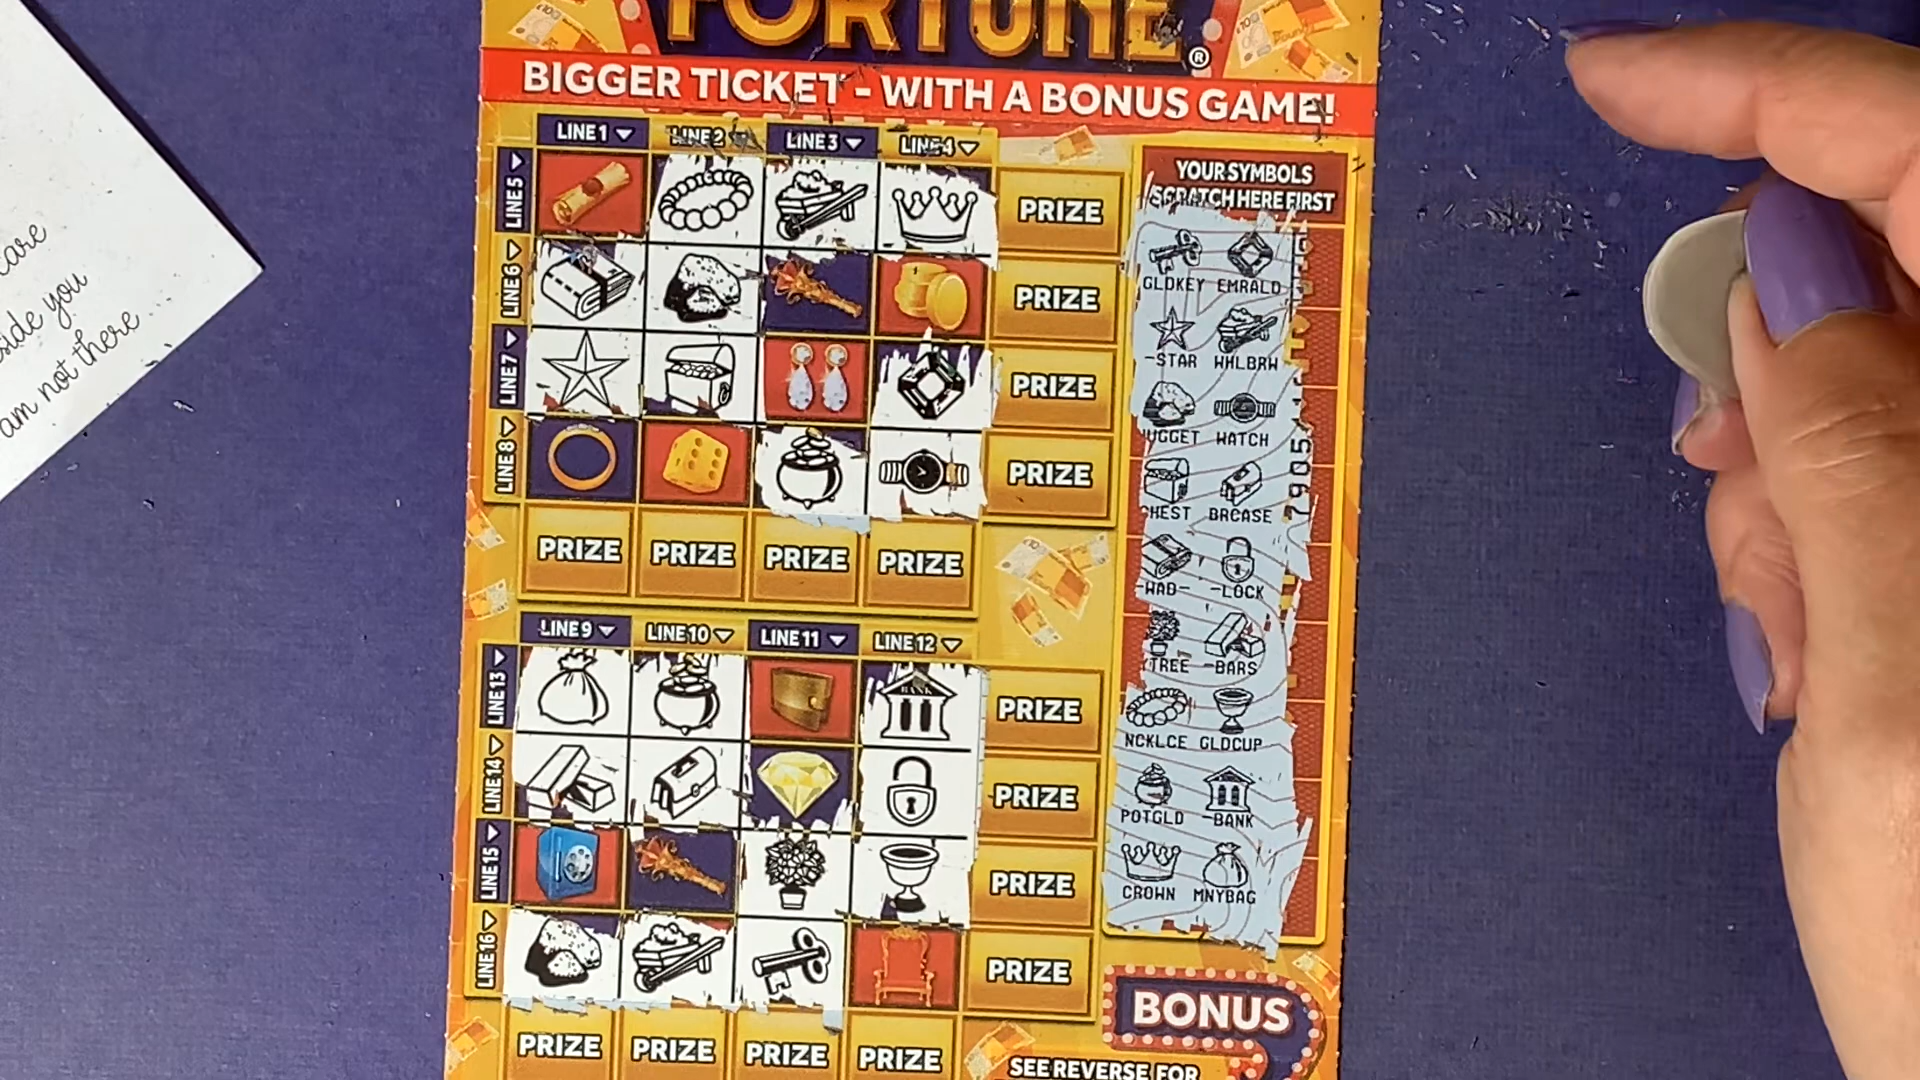 FORTUNE®
BIGGER TICKET - WITH A BONUS GAME!
LINE 1 LINE 2 LINE 3 LINE 4
LINE 5
LINE 6
LINE 7
LINE 8
PRIZE
PRIZE
PRIZE
PRIZE
PRIZE PRIZE PRIZE PRIZE
LINE 9 LINE 10 LINE 11 LINE 12
LINE 13
LINE 14
LINE 15
LINE 16
BANK
PRIZE
PRIZE
PRIZE
PRIZE
PRIZE PRIZE PRIZE PRIZE
YOUR SYMBOLS
SCRATCH HERE FIRST
GLDKEY EMRALD
-STAR WHLBRW
UGGET WATCH
HEST BRCASE
-WAD- -LOCK
TREE -BARS
NCKLCE GLDCUP
POTGLD -BANK
CROWN MNYBAG
7905
BONUS
SEE REVERSE FOR
care
side you
am not there